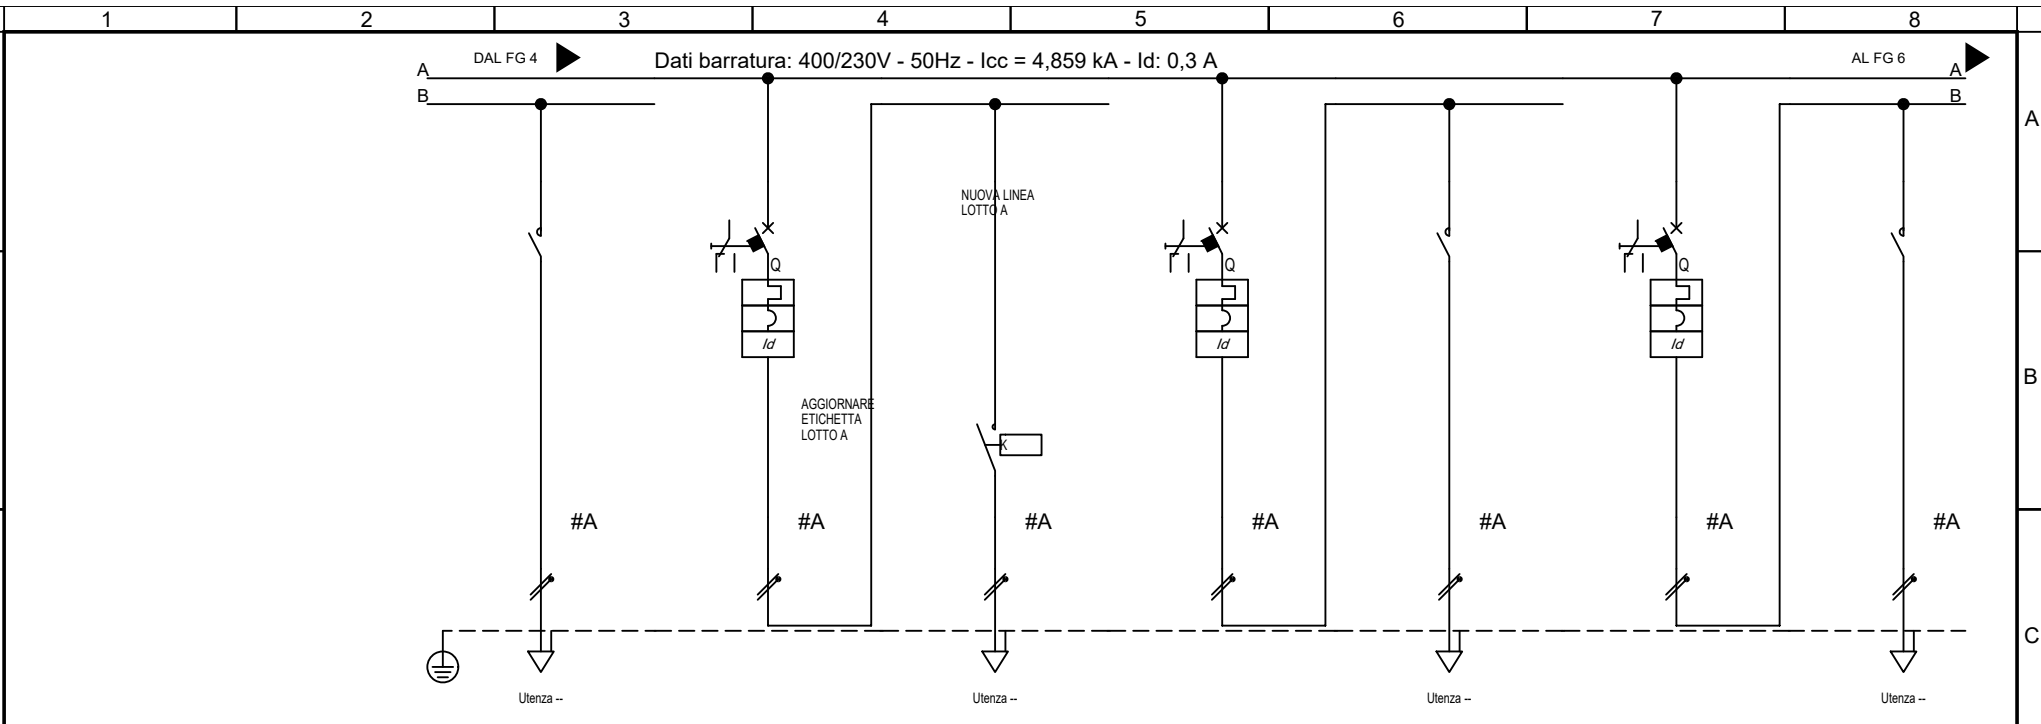 1 2 3 4 5 6 7 8
DAL FG 4
Dati barratura: 400/230V - 50Hz - Icc = 4,859 kA - Id: 0,3 A
AL FG 6
A A
B B
A
NUOVA LINEA
LOTTO A
Q Q Q
Id Id Id
B
AGGIORNARE
ETICHETTA
LOTTO A
K
#A #A #A #A #A #A #A
C
Utenza -- Utenza -- Utenza -- Utenza --